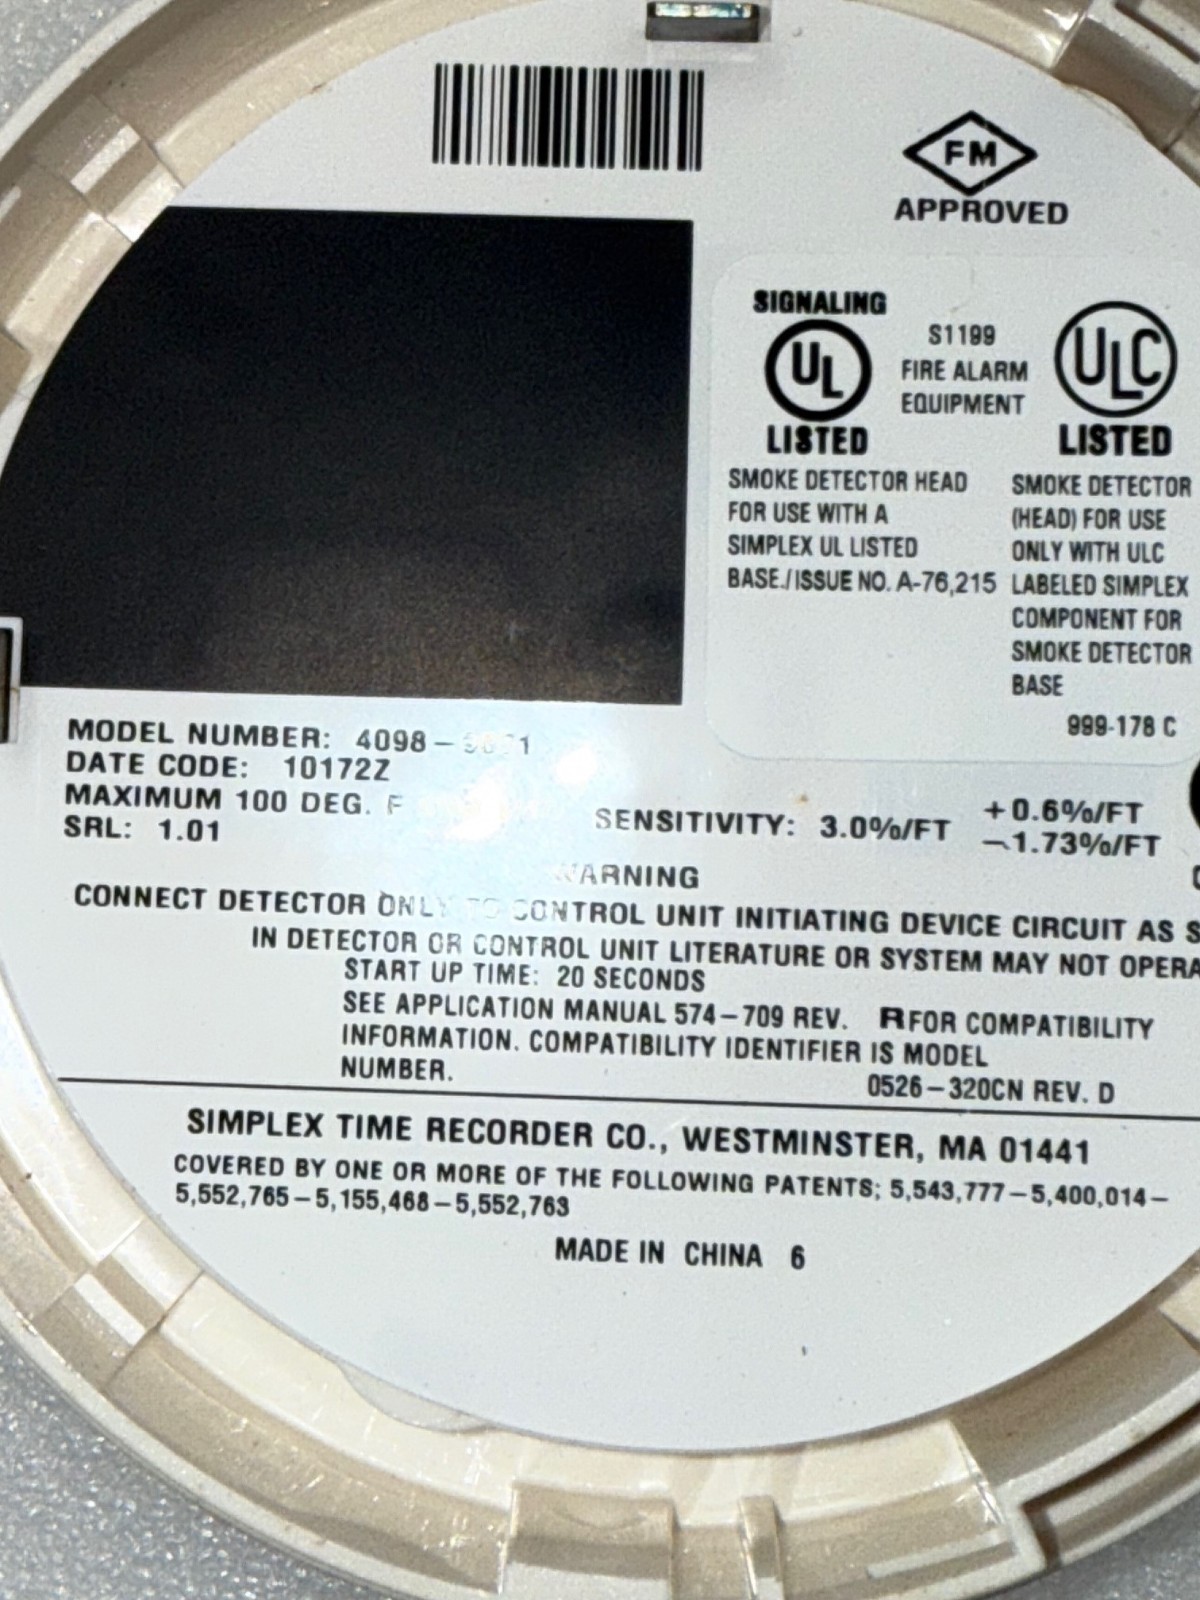 FM
APPROVED
SIGNALING
UL
LISTED
S1199
FIRE ALARM
EQUIPMENT
ULC
LISTED
SMOKE DETECTOR HEAD
FOR USE WITH A
SIMPLEX UL LISTED
BASE./ISSUE NO. A-76,215
SMOKE DETECTOR
(HEAD) FOR USE
ONLY WITH ULC
LABELED SIMPLEX
COMPONENT FOR
SMOKE DETECTOR
BASE
999-178 C
MODEL NUMBER: 4098-
DATE CODE: 10172Z
MAXIMUM 100 DEG. F
SRL: 1.01
SENSITIVITY: 3.0%/FT +0.6%/FT
-1.73%/FT
WARNING
CONNECT DETECTOR ONLY TO CONTROL UNIT INITIATING DEVICE CIRCUIT AS
IN DETECTOR OR CONTROL UNIT LITERATURE OR SYSTEM MAY NOT
START UP TIME: 20 SECONDS
SEE APPLICATION MANUAL 574-709 REV. R FOR COMPATIBILITY
INFORMATION. COMPATIBILITY IDENTIFIER IS MODEL
NUMBER.
0526-320CN REV. D
SIMPLEX TIME RECORDER CO., WESTMINSTER, MA 01441
COVERED BY ONE OR MORE OF THE FOLLOWING PATENTS; 5,543,777-5,400,014-
5,552,765-5,155,468-5,552,763
MADE IN CHINA 6